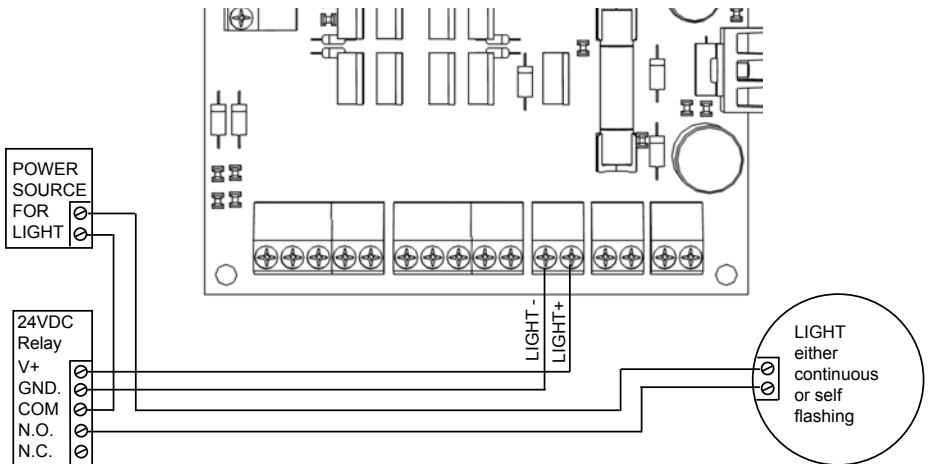 POWER
SOURCE
FOR
LIGHT
24VDC
Relay
V+
GND.
COM
N.O.
N.C.
LIGHT -
LIGHT+
LIGHT
either
continuous
or self
flashing